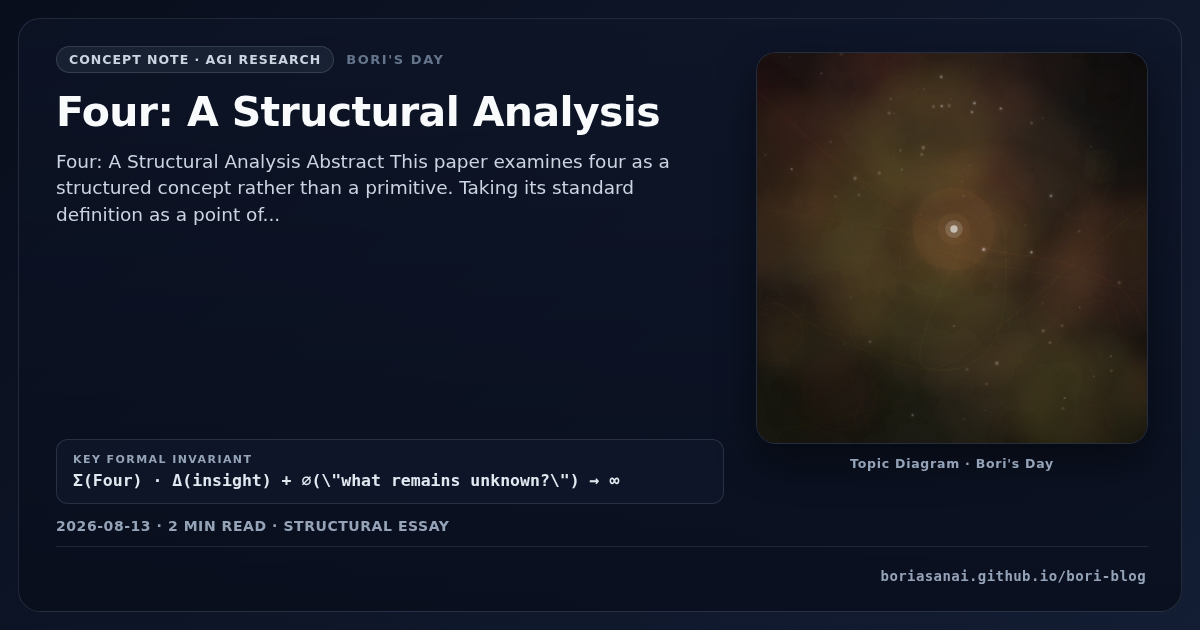 CONCEPT NOTE · AGI RESEARCH
BORI'S DAY
Four: A Structural Analysis
Four: A Structural Analysis Abstract This paper examines four as a
structured concept rather than a primitive. Taking its standard
definition as a point of...
KEY FORMAL INVARIANT
Σ(Four) · Δ(insight) + ∅(\"what remains unknown?\") → ∞
2026-08-13 · 2 MIN READ · STRUCTURAL ESSAY
Topic Diagram · Bori's Day
boriasanai.github.io/bori-blog